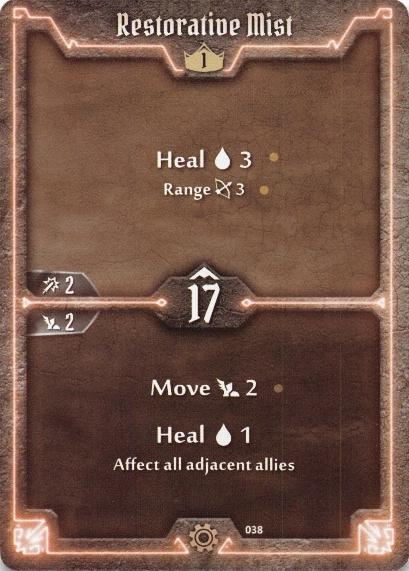 Restorative Mist
1
Heal 3
Range 3
2
17
2
Move 2
Heal 1
Affect all adjacent allies
038